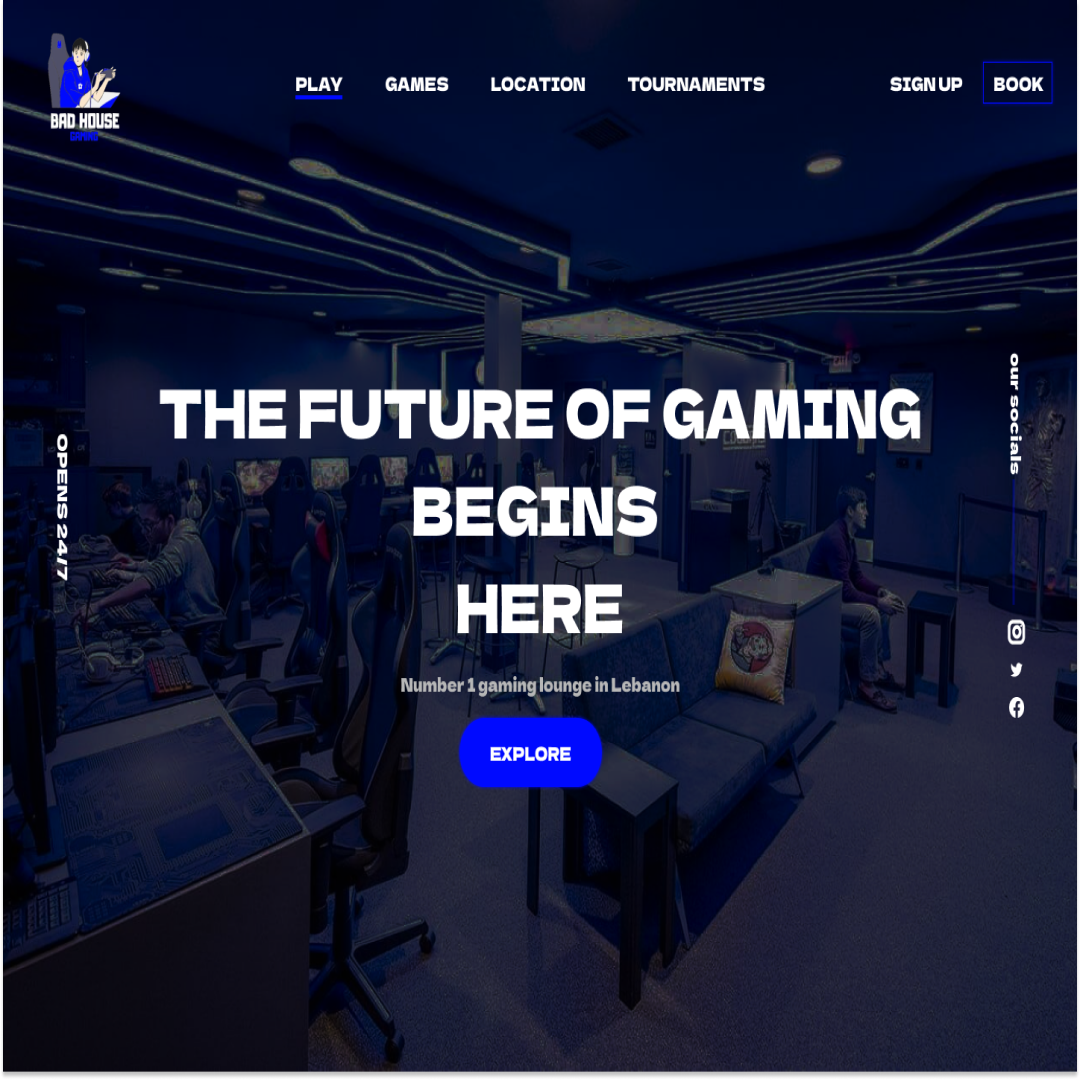 BAD HOUSE
GAMING
PLAY GAMES LOCATION TOURNAMENTS SIGN UP BOOK
THE FUTURE OF GAMING
BEGINS
HERE
Number 1 gaming lounge in Lebanon
EXPLORE
OPENS 24/7
our socials